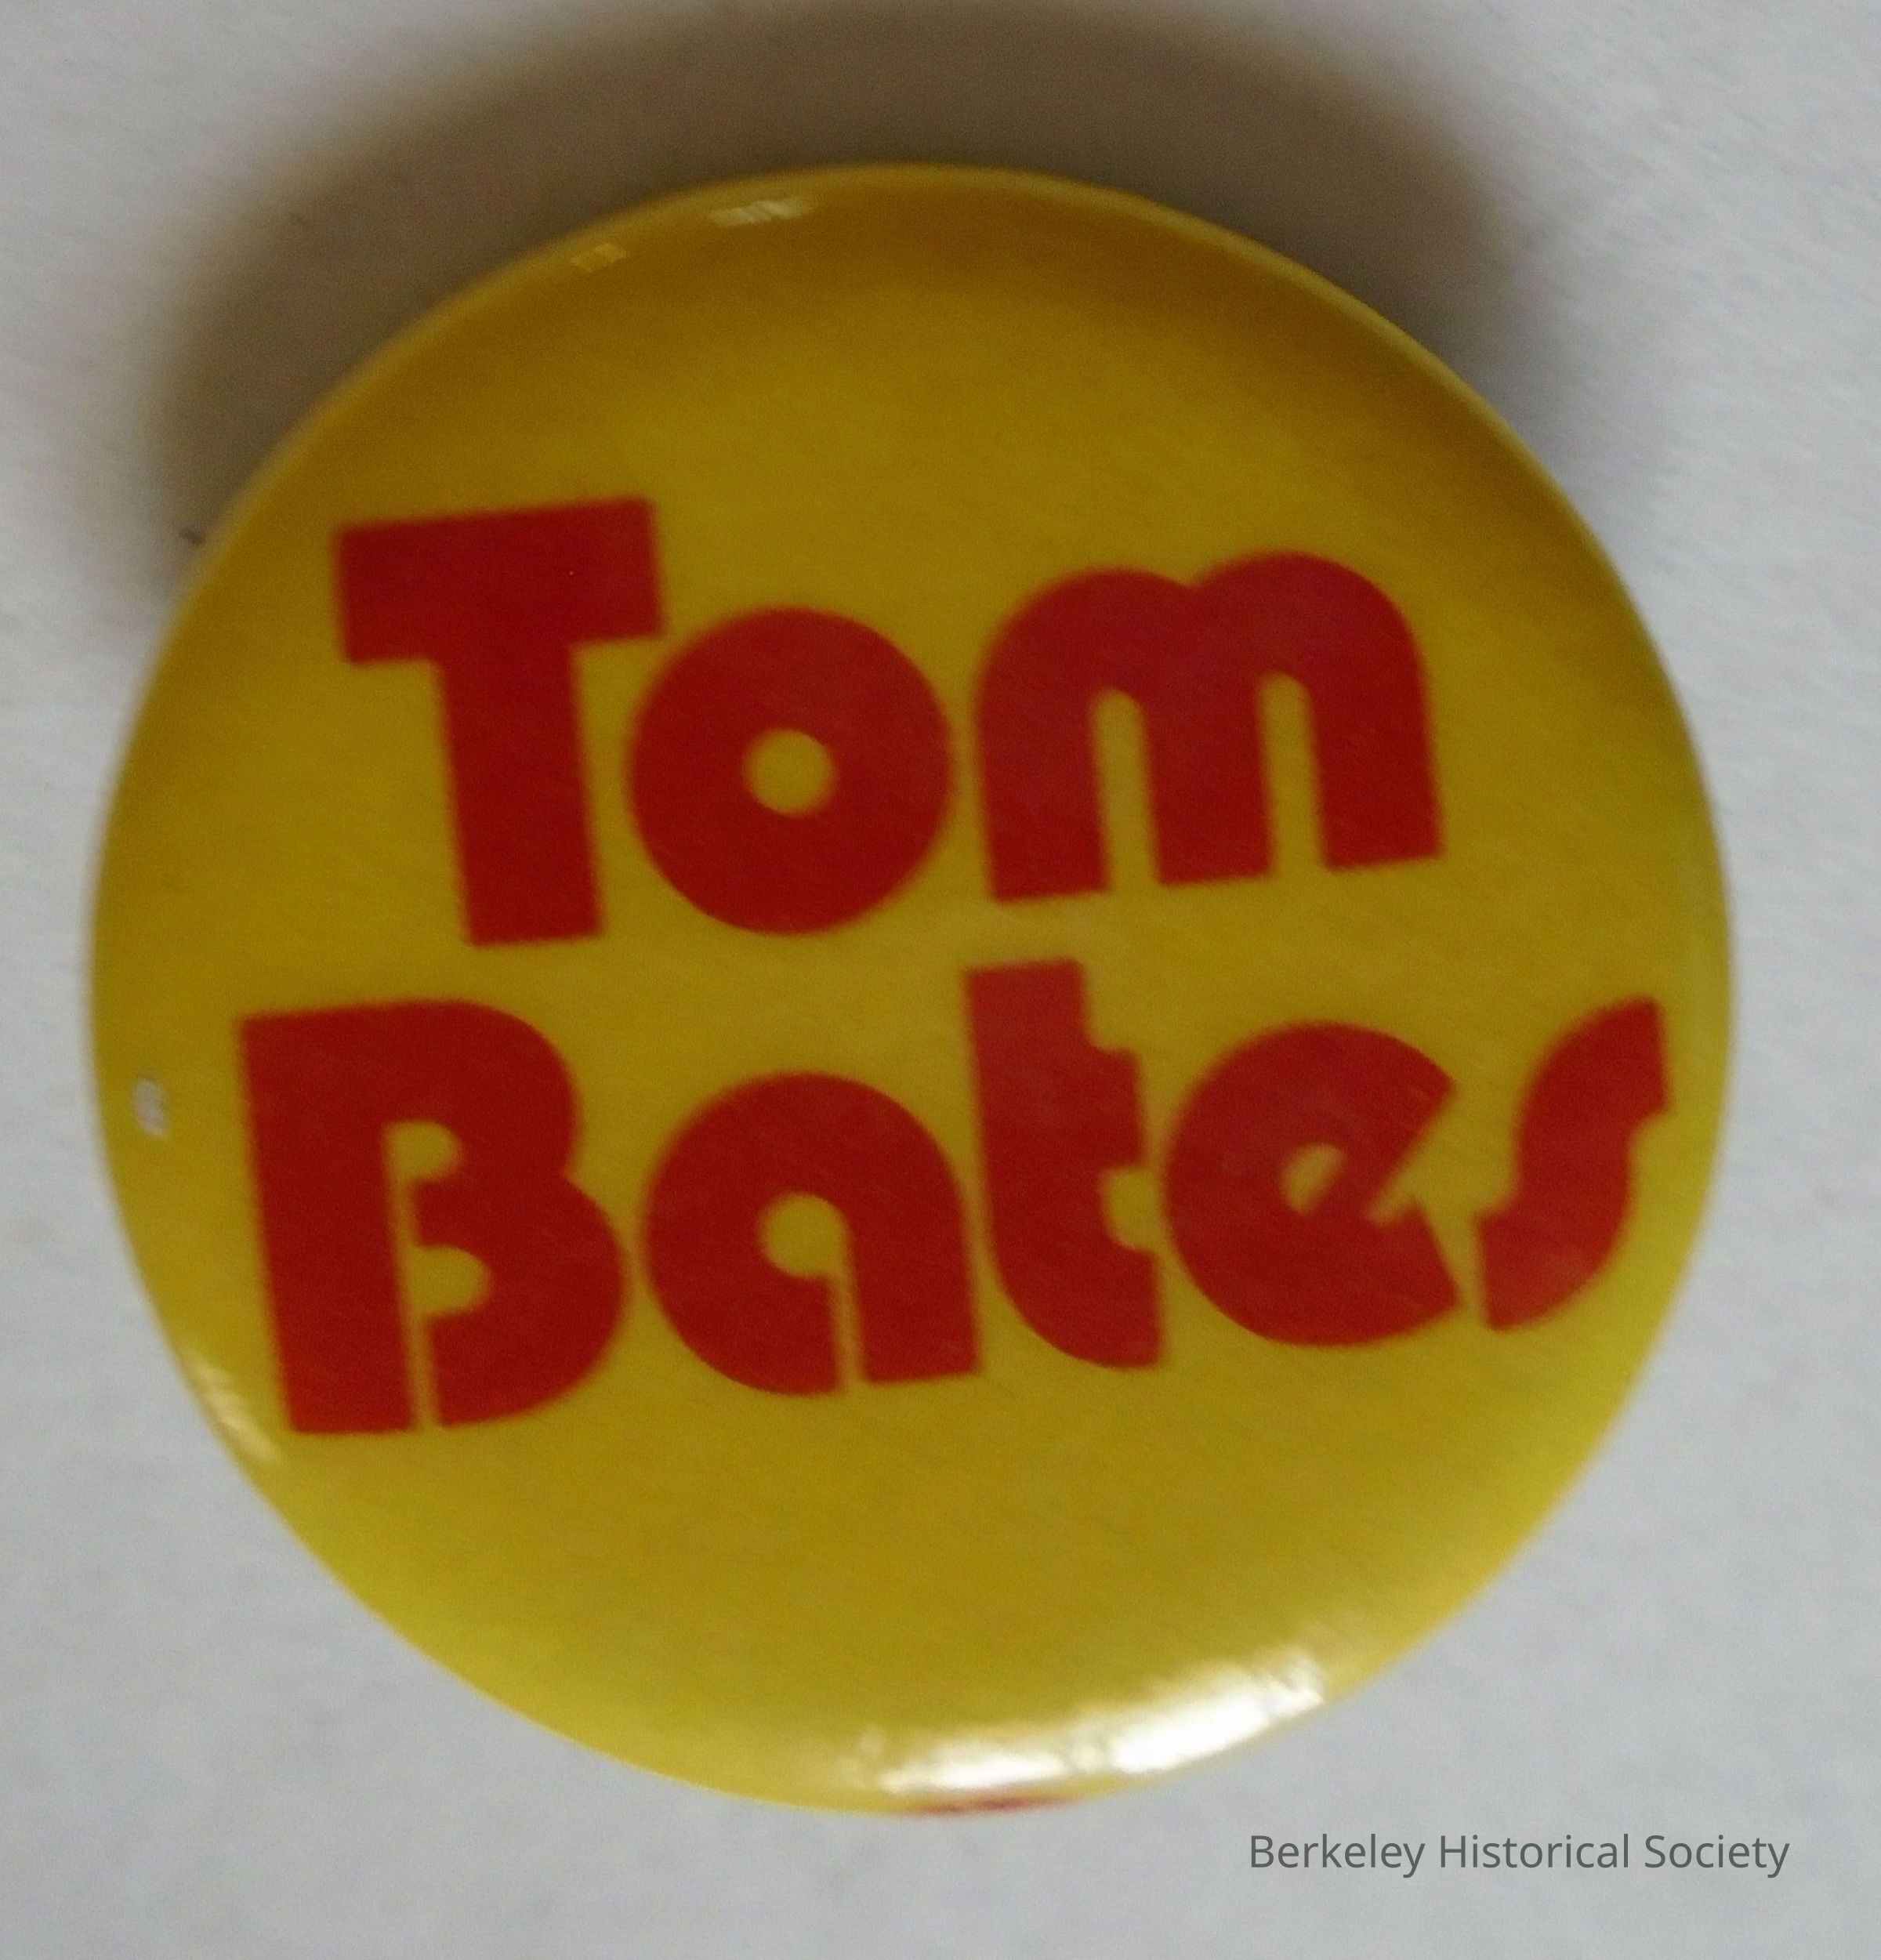 Tom
Bates
Berkeley Historical Society